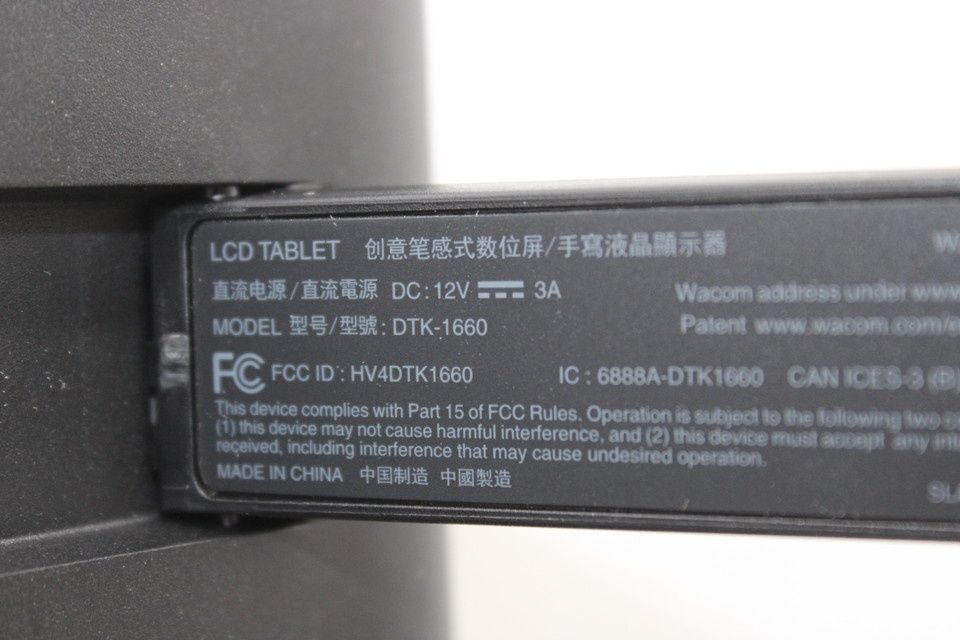 LCD TABLET 创意笔感式数位屏/手寫液晶顯示器
直流电源/直流電源 DC:12V 3A
Wacom address under www
MODEL 型号/型號: DTK-1660
Patent www.wacom.com/
FC FCC ID: HV4DTK1660 IC: 6888A-DTK1660 CAN ICES-3 (B)
This device complies with Part 15 of FCC Rules. Operation is subject to the following two
(1) this device may not cause harmful interference, and (2) this device must accept any
received, including interference that may cause undesired operation.
MADE IN CHINA 中国制造 中國製造